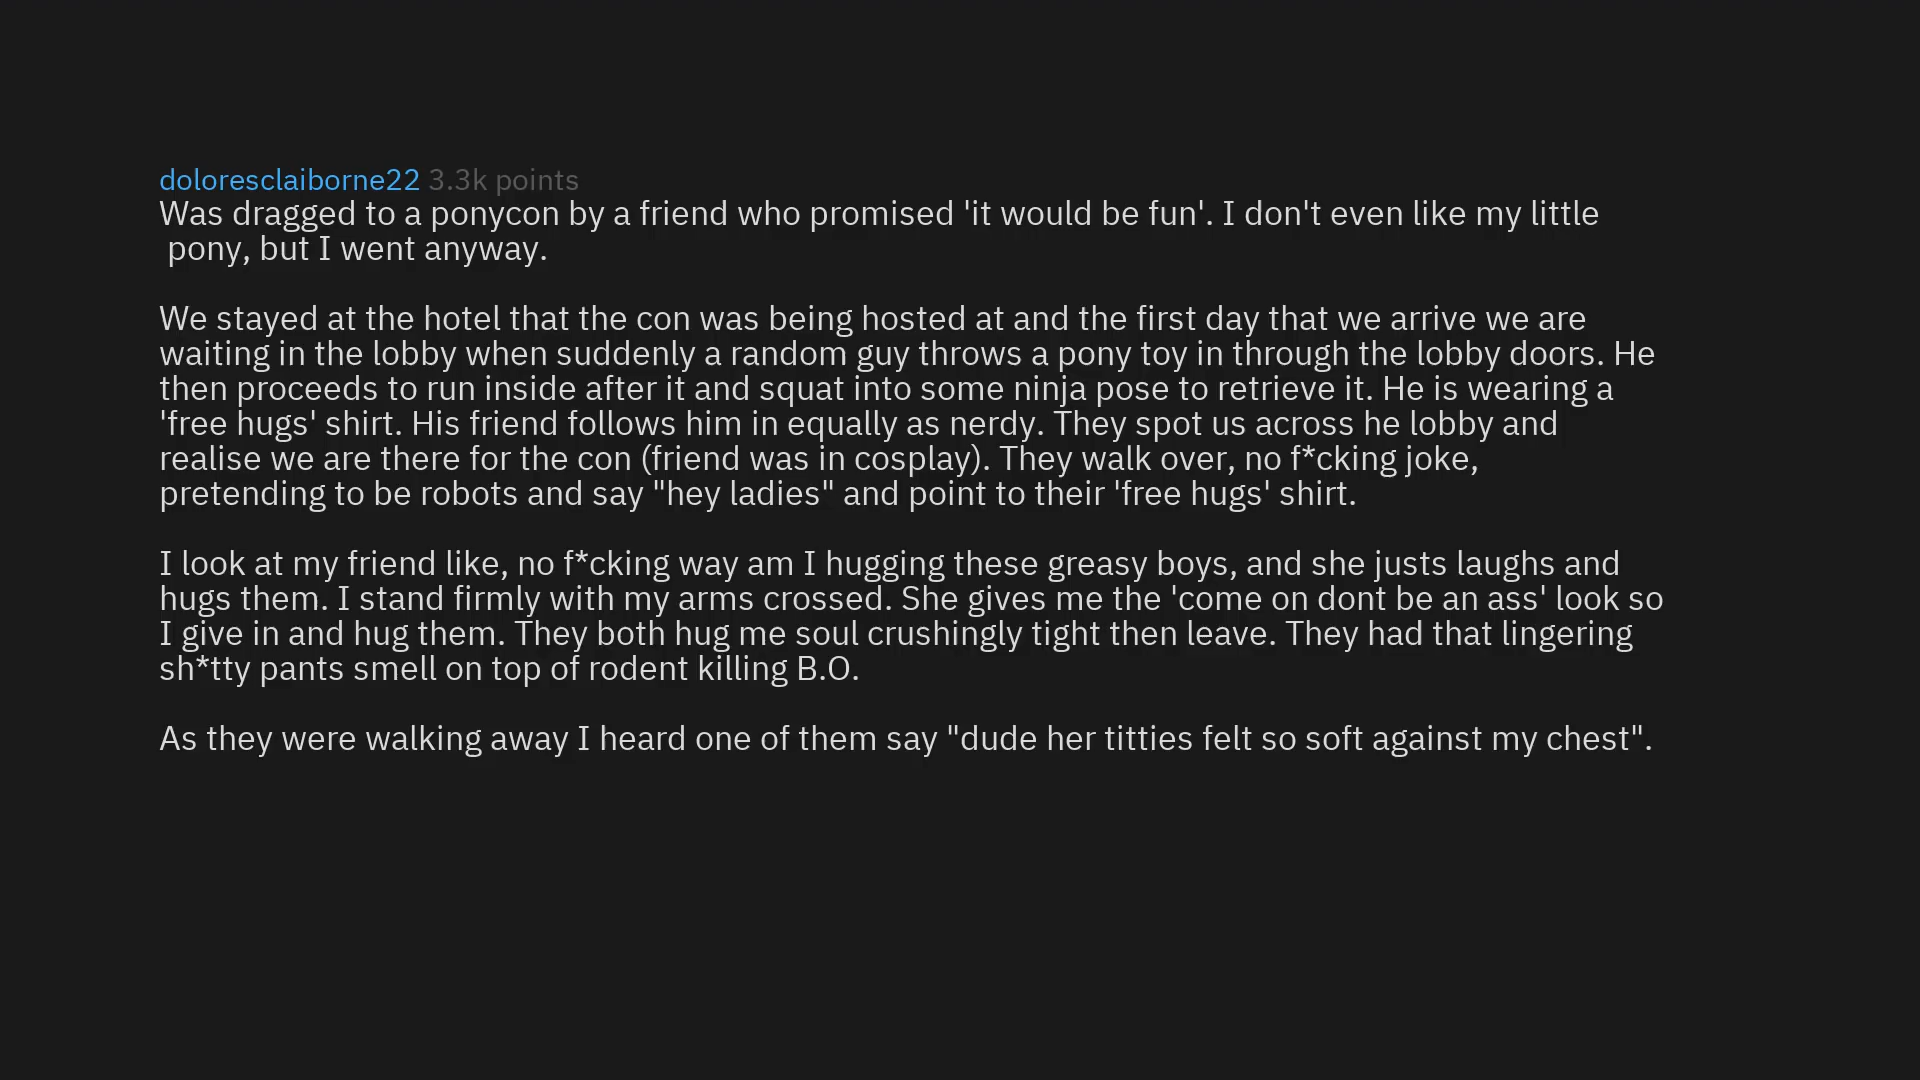 doloresclaiborne22 3.3k points
Was dragged to a ponycon by a friend who promised 'it would be fun'. I don't even like my little
pony, but I went anyway.
We stayed at the hotel that the con was being hosted at and the first day that we arrive we are
waiting in the lobby when suddenly a random guy throws a pony toy in through the lobby doors. He
then proceeds to run inside after it and squat into some ninja pose to retrieve it. He is wearing a
'free hugs' shirt. His friend follows him in equally as nerdy. They spot us across he lobby and
realise we are there for the con (friend was in cosplay). They walk over, no f*cking joke,
pretending to be robots and say "hey ladies" and point to their 'free hugs' shirt.
I look at my friend like, no f*cking way am I hugging these greasy boys, and she justs laughs and
hugs them. I stand firmly with my arms crossed. She gives me the 'come on dont be an ass' look so
I give in and hug them. They both hug me soul crushingly tight then leave. They had that lingering
sh*tty pants smell on top of rodent killing B.O.
As they were walking away I heard one of them say "dude her titties felt so soft against my chest".